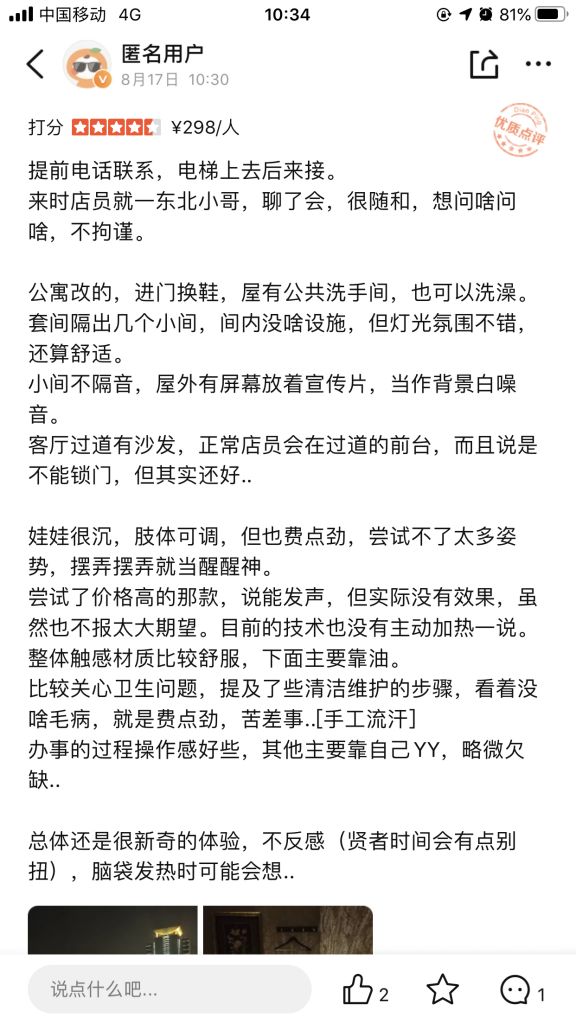 中国移动 4G 10:34 81%
匿名用户
8月17日 10:30
打分 ¥298/人
Dian Ping
优质点评
提前电话联系，电梯上去后来接。
来时店员就一东北小哥，聊了会，很随和，想问啥问
啥，不拘谨。
公寓改的，进门换鞋，屋有公共洗手间，也可以洗澡。
套间隔出几个小间，间内没啥设施，但灯光氛围不错，
还算舒适。
小间不隔音，屋外有屏幕放着宣传片，当作背景白噪
音。
客厅过道有沙发，正常店员会在过道的前台，而且说是
不能锁门，但其实还好..
娃娃很沉，肢体可调，但也费点劲，尝试不了太多姿
势，摆弄摆弄就当醒醒神。
尝试了价格高的那款，说能发声，但实际没有效果，虽
然也不报太大期望。目前的技术也没有主动加热一说。
整体触感材质比较舒服，下面主要靠油。
比较关心卫生问题，提及了些清洁维护的步骤，看着没
啥毛病，就是费点劲，苦差事..[手工流汗]
办事的过程操作感好些，其他主要靠自己YY，略微欠
缺..
总体还是很新奇的体验，不反感（贤者时间会有点别
扭），脑袋发热时可能会想..
说点什么吧... 2 1